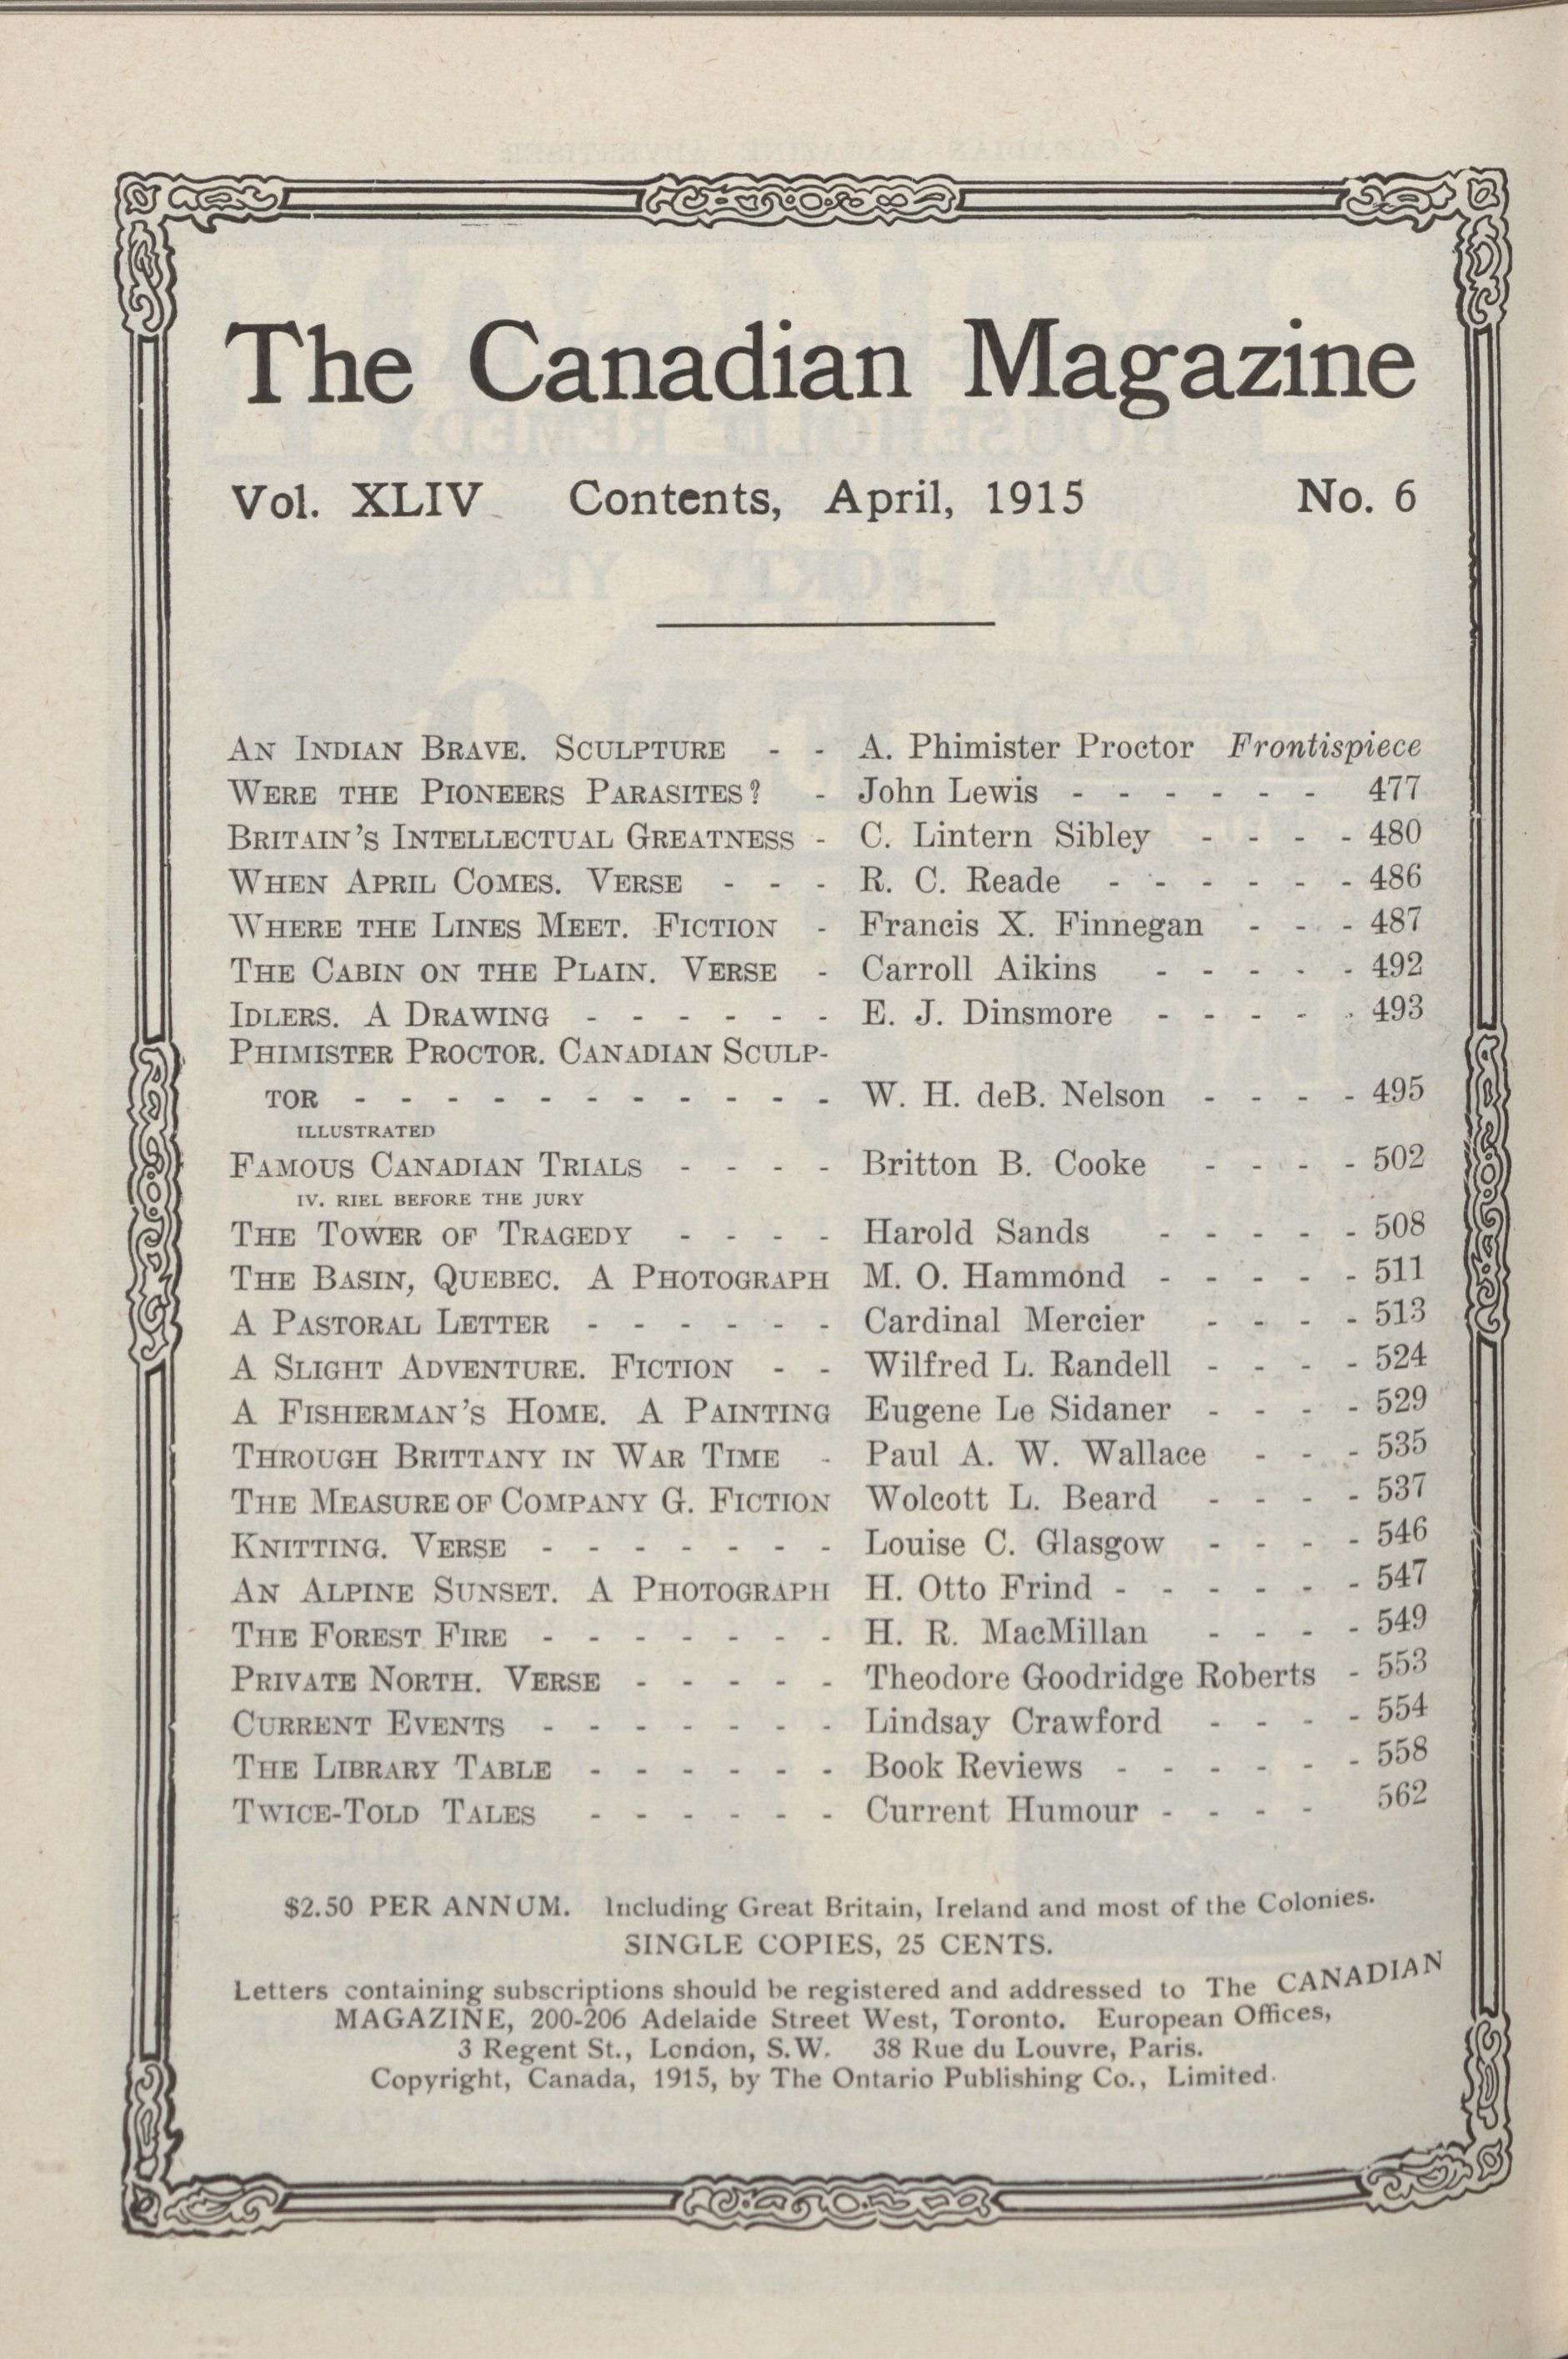 The Canadian Magazine
Vol. XLIV Contents, April, 1915 No. 6
AN INDIAN BRAVE. SCULPTURE - - A. Phimister Proctor Frontispiece
WERE THE PIONEERS PARASITES? - John Lewis - - - - - - 477
BRITAIN'S INTELLECTUAL GREATNESS - C. Lintern Sibley - - - - 480
WHEN APRIL COMES. VERSE - - - R. C. Reade - - - - - - 486
WHERE THE LINES MEET. FICTION - Francis X. Finnegan - - - 487
THE CABIN ON THE PLAIN. VERSE - Carroll Aikins - - - - - 492
IDLERS. A DRAWING - - - - - - E. J. Dinsmore - - - - - 493
PHIMISTER PROCTOR. CANADIAN SCULP-
TOR - - - - - - - - - - - W. H. deB. Nelson - - - - 495
ILLUSTRATED
FAMOUS CANADIAN TRIALS - - - - Britton B. Cooke - - - - 502
IV. RIEL BEFORE THE JURY
THE TOWER OF TRAGEDY - - - - Harold Sands - - - - - 508
THE BASIN, QUEBEC. A PHOTOGRAPH M. O. Hammond - - - - - 511
A PASTORAL LETTER - - - - - - Cardinal Mercier - - - - 513
A SLIGHT ADVENTURE. FICTION - - Wilfred L. Randell - - - - 524
A FISHERMAN'S HOME. A PAINTING Eugene Le Sidaner - - - - 529
THROUGH BRITTANY IN WAR TIME - Paul A. W. Wallace - - - 535
THE MEASURE OF COMPANY G. FICTION Wolcott L. Beard - - - - 537
KNITTING. VERSE - - - - - - - Louise C. Glasgow - - - - 546
AN ALPINE SUNSET. A PHOTOGRAPH H. Otto Frind - - - - - - 547
THE FOREST FIRE - - - - - - - H. R. MacMillan - - - - 549
PRIVATE NORTH. VERSE - - - - - Theodore Goodridge Roberts - 553
CURRENT EVENTS - - - - - - - Lindsay Crawford - - - - 554
THE LIBRARY TABLE - - - - - - Book Reviews - - - - - - 558
TWICE-TOLD TALES - - - - - - Current Humour - - - - 562
$2.50 PER ANNUM. Including Great Britain, Ireland and most of the Colonies.
SINGLE COPIES, 25 CENTS.
Letters containing subscriptions should be registered and addressed to The CANADIAN
MAGAZINE, 200-206 Adelaide Street West, Toronto. European Offices,
3 Regent St., London, S.W. 38 Rue du Louvre, Paris.
Copyright, Canada, 1915, by The Ontario Publishing Co., Limited.